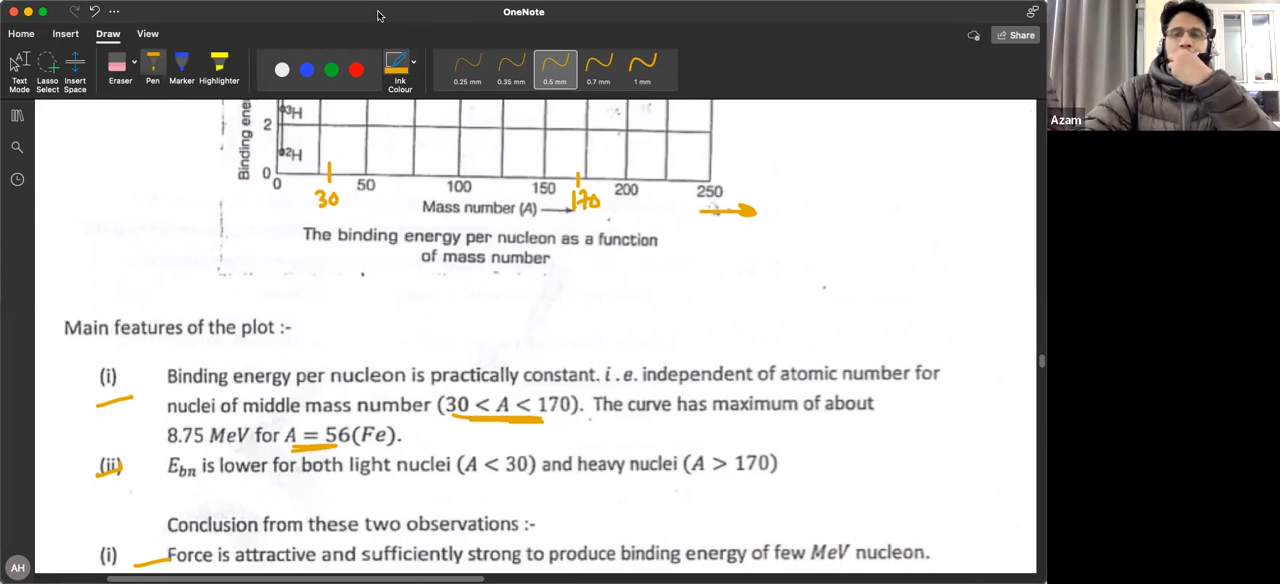 OneNote
Home Insert Draw View
Share
Text Mode
Lasso Select
Insert Space
Eraser
Pen
Marker
Highlighter
Ink Colour
0.25 mm
0.35 mm
0.5 mm
0.7 mm
1 mm
Azam
Binding ene
³H
2
²H
0
0 50 100 150 200 250
30 170
Mass number (A)
The binding energy per nucleon as a function
of mass number
Main features of the plot :-
(i) Binding energy per nucleon is practically constant. i.e. independent of atomic number for
nuclei of middle mass number (30 < A < 170). The curve has maximum of about
8.75 MeV for A = 56(Fe).
(ii) Ebn is lower for both light nuclei (A < 30) and heavy nuclei (A > 170)
Conclusion from these two observations :-
(i) Force is attractive and sufficiently strong to produce binding energy of few MeV nucleon.
AH